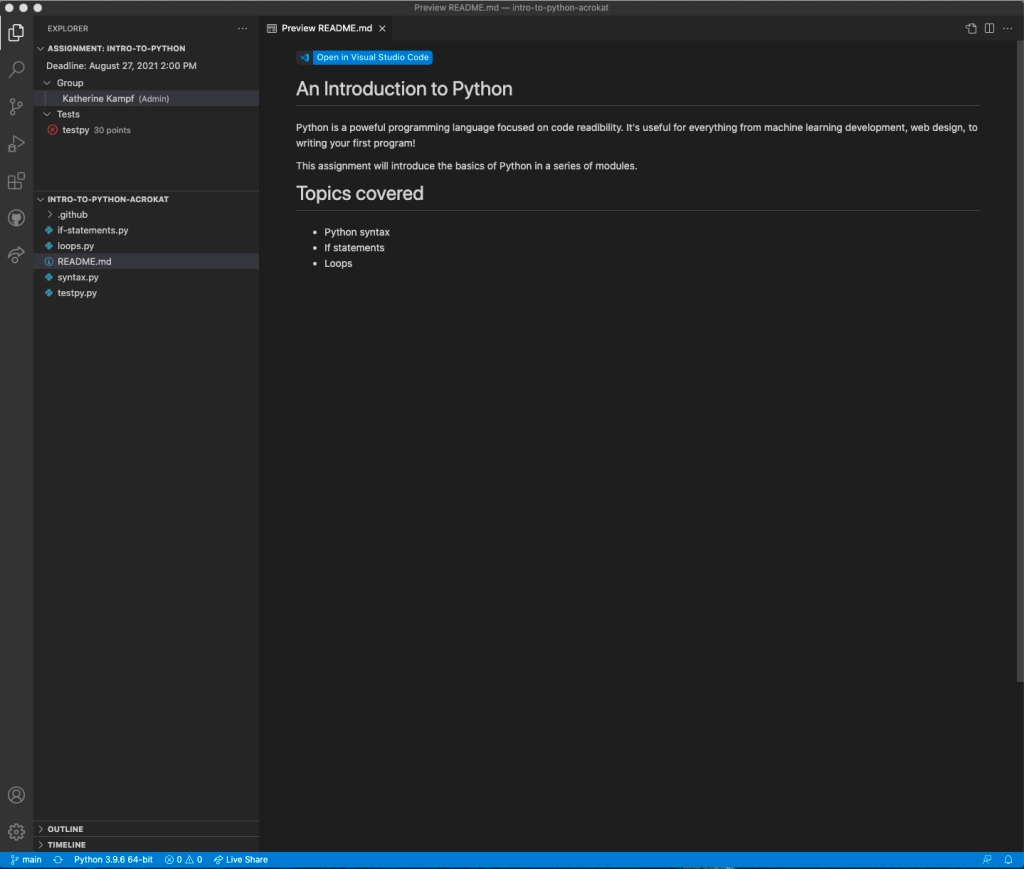 Preview README.md — intro-to-python-acrokat
EXPLORER
ASSIGNMENT: INTRO-TO-PYTHON
Deadline: August 27, 2021 2:00 PM
Group
Katherine Kampf (Admin)
Tests
testpy 30 points
INTRO-TO-PYTHON-ACROKAT
.github
if-statements.py
loops.py
README.md
syntax.py
testpy.py
OUTLINE
TIMELINE
Preview README.md
Open in Visual Studio Code
An Introduction to Python
Python is a poweful programming language focused on code readibility. It's useful for everything from machine learning development, web design, to
writing your first program!
This assignment will introduce the basics of Python in a series of modules.
Topics covered
• Python syntax
• If statements
• Loops
main Python 3.9.6 64-bit 0 0 Live Share